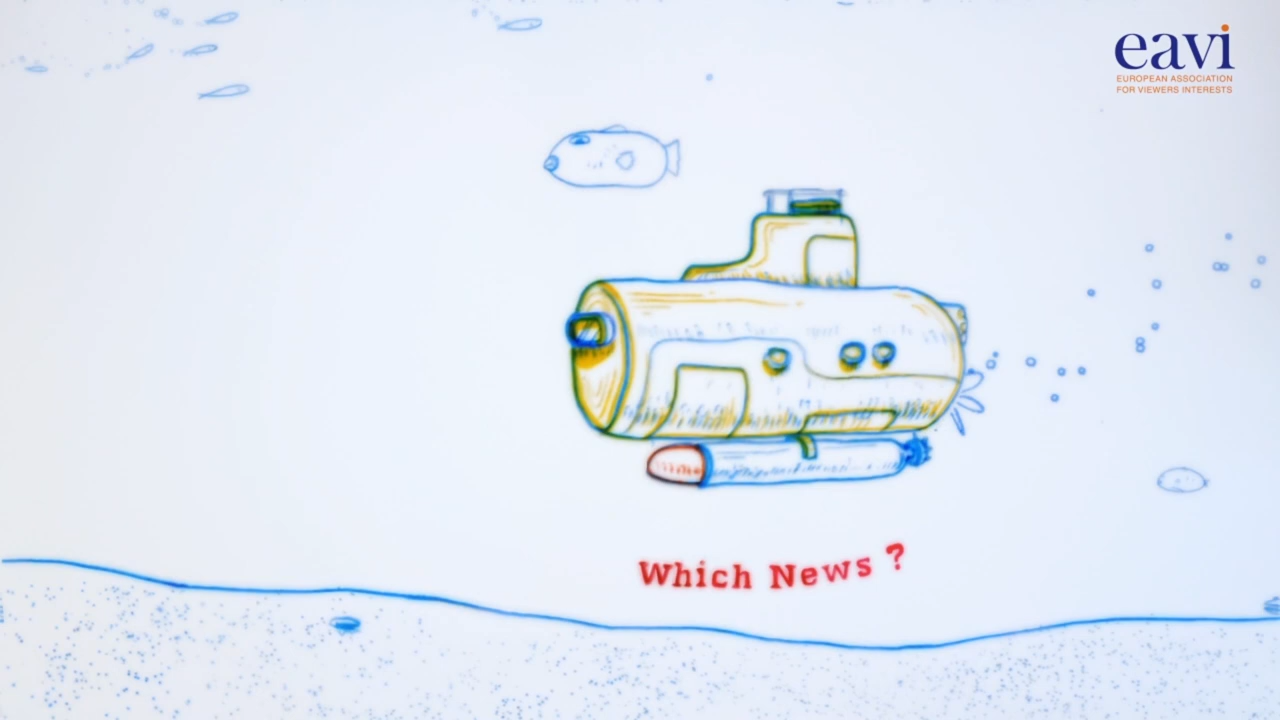 eavi
EUROPEAN ASSOCIATION
FOR VIEWERS INTERESTS
Which News ?